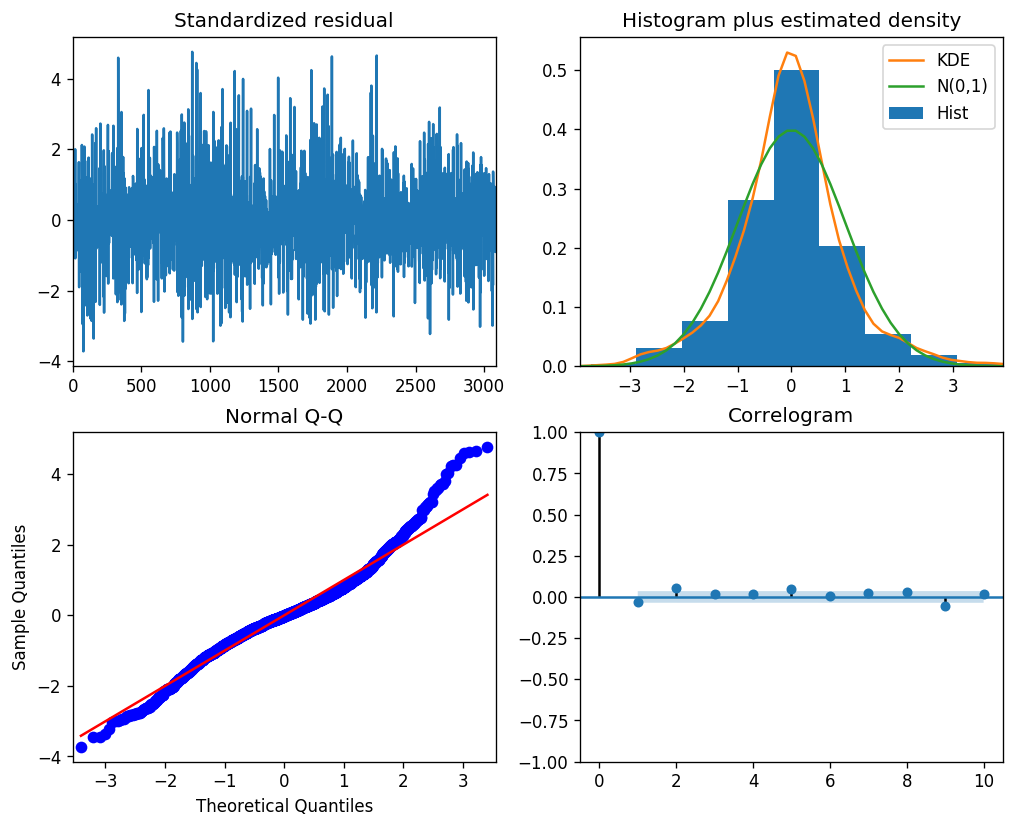 Standardized residual
4
2
0
−2
−4
0 500 1000 1500 2000 2500 3000
Histogram plus estimated density
KDE
N(0,1)
Hist
0.5
0.4
0.3
0.2
0.1
0.0
−3 −2 −1 0 1 2 3
Normal Q-Q
Sample Quantiles
4
2
0
−2
−4
−3 −2 −1 0 1 2 3
Theoretical Quantiles
Correlogram
1.00
0.75
0.50
0.25
0.00
−0.25
−0.50
−0.75
−1.00
0 2 4 6 8 10